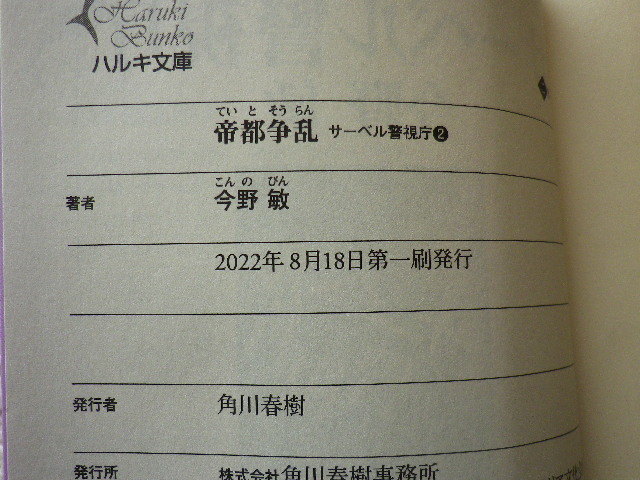 Haruki
Bunko
ハルキ文庫
ていとそうらん
帝都争乱 サーベル警視庁❷
こんのびん
著者 今野 敏
2022年8月18日第一刷発行
発行者 角川春樹
発行所 株式会社角川春樹事務所